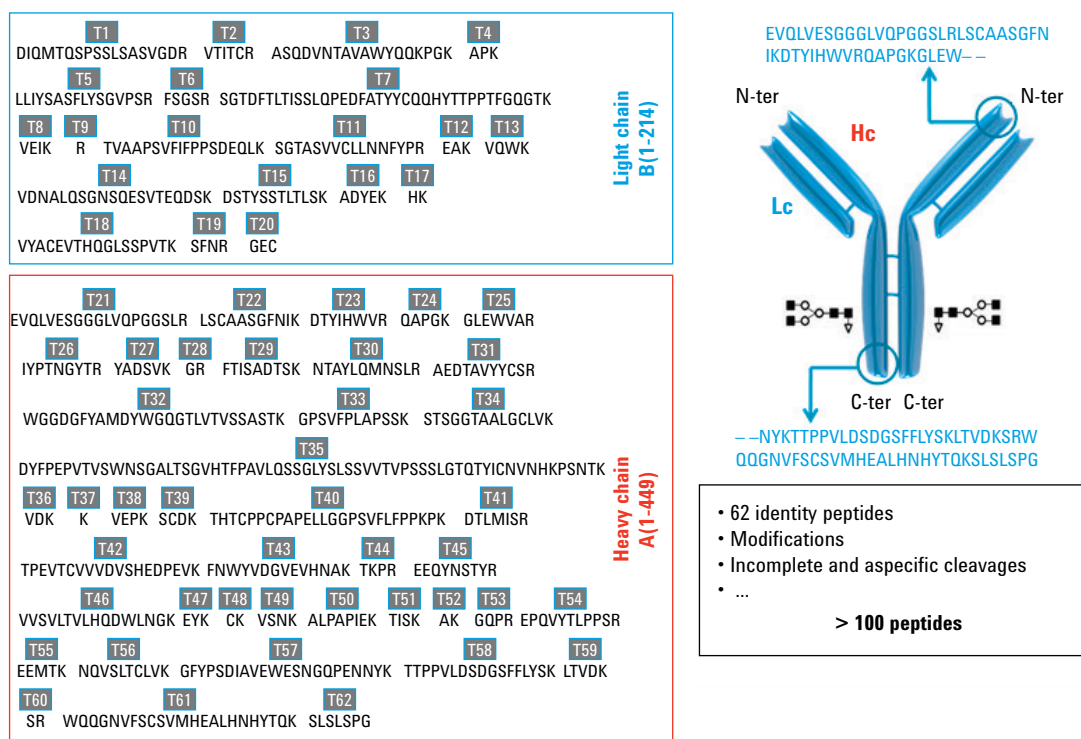 T1 T2 T3 T4
DIQMTQSPSSLSASVGDR VTITCR ASQDVNTAVAWYQQKPGK APK
T5 T6 T7
LLIYSASFLYSGVPSR FSGSR SGTDFTLTISSLQPEDFATYYCQQHYTTPPTFGQGTK
T8 T9 T10 T11 T12 T13
VEIK R TVAAPSVFIFPPSDEQLK SGTASVVCLLNNFYPR EAK VQWK
T14 T15 T16 T17
VDNALQSGNSQESVTEQDSK DSTYSSTLTLSK ADYEK HK
T18 T19 T20
VYACEVTHQGLSSPVTK SFNR GEC
Light chain
B(1-214)
T21 T22 T23 T24 T25
EVQLVESGGGLVQPGGSLR LSCAASGFNIK DTYIHWVR QAPGK GLEWVAR
T26 T27 T28 T29 T30 T31
IYPTNGYTR YADSVK GR FTISADTSK NTAYLQMNSLR AEDTAVYYCSR
T32 T33 T34
WGGDGFYAMDYWGQGTLVTVSSASTK GPSVFPLAPSSK STSGGTAALGCLVK
T35
DYFPEPVTVSWNSGALTSGVHTFPAVLQSSGLYSLSSVVTVPSSSLGTQTYICNVNHKPSNTK
T36 T37 T38 T39 T40 T41
VDK K VEPK SCDK THTCPPCPAPELLGGPSVFLFPPKPK DTLMISR
T42 T43 T44 T45
TPEVTCVVVDVSHEDPEVK FNWYVDGVEVHNAK TKPR EEQYNSTYR
T46 T47 T48 T49 T50 T51 T52 T53 T54
VVSVLTVLHQDWLNGK EYK CK VSNK ALPAPIEK TISK AK GQPR EPQVYTLPPSR
T55 T56 T57 T58 T59
EEMTK NQVSLTCLVK GFYPSDIAVEWESNGQPENNYK TTPPVLDSDGSFFLYSK LTVDK
T60 T61 T62
SR WQQGNVFSCSVMHEALHNHYTQK SLSLSPG
Heavy chain
A(1-449)
EVQLVESGGGLVQPGGSLRLSCAASGFN
IKDTYIHWVRQAPGKGLEW– –
N-ter N-ter
Hc
Lc
C-ter C-ter
– –NYKTTPPVLDSDGSFFLYSKLTVDKSRW
QQGNVFSCSVMHEALHNHYTQKSLSLSPG
• 62 identity peptides
• Modifications
• Incomplete and aspecific cleavages
• ...
> 100 peptides